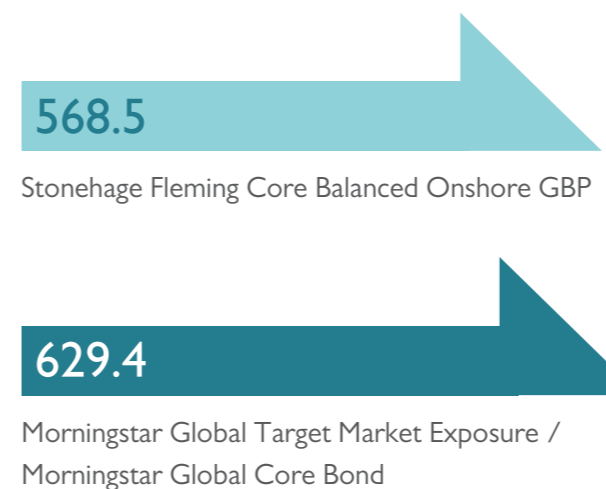 568.5
Stonehage Fleming Core Balanced Onshore GBP
629.4
Morningstar Global Target Market Exposure /
Morningstar Global Core Bond